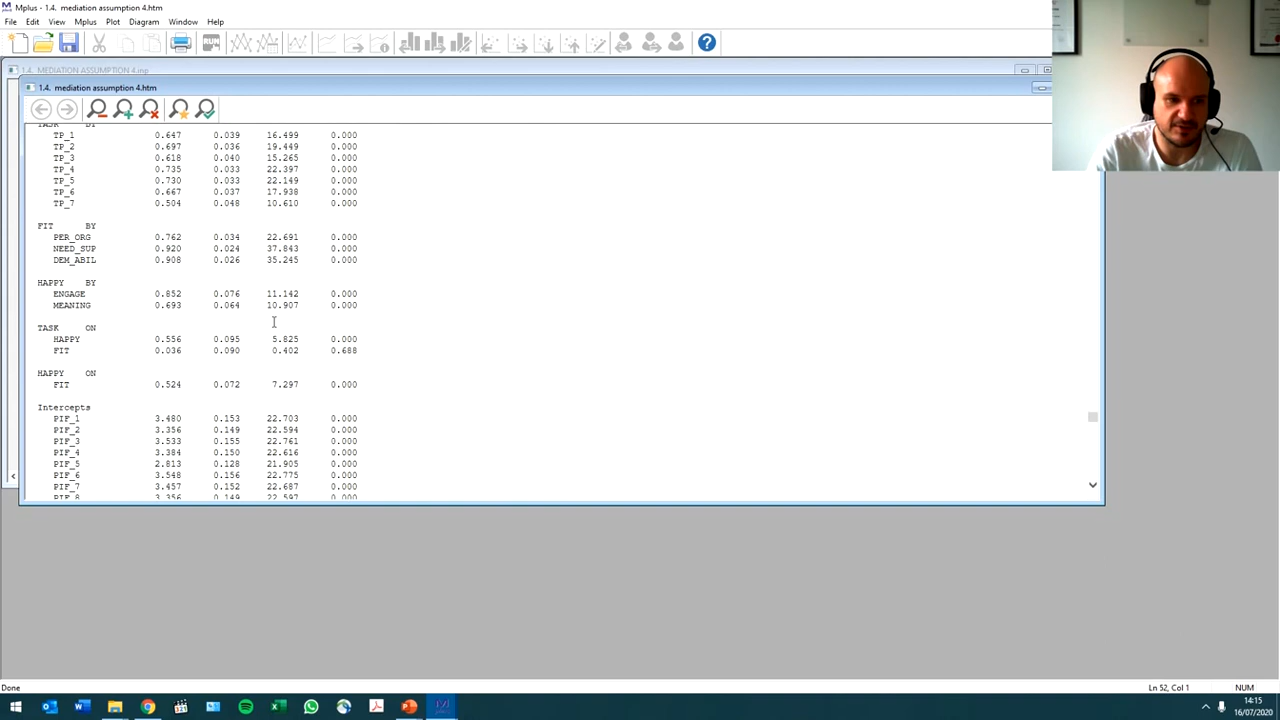 Mplus - 1.4. mediation assumption 4.htm
File Edit View Mplus Plot Diagram Window Help
RUN
1.4. MEDIATION ASSUMPTION 4.inp
1.4. mediation assumption 4.htm
TASK BY
TP_1 0.647 0.039 16.499 0.000
TP_2 0.697 0.036 19.449 0.000
TP_3 0.618 0.040 15.265 0.000
TP_4 0.735 0.033 22.397 0.000
TP_5 0.730 0.033 22.149 0.000
TP_6 0.667 0.037 17.938 0.000
TP_7 0.504 0.048 10.610 0.000
FIT BY
PER_ORG 0.762 0.034 22.691 0.000
NEED_SUP 0.920 0.024 37.843 0.000
DEM_ABIL 0.908 0.026 35.245 0.000
HAPPY BY
ENGAGE 0.852 0.076 11.142 0.000
MEANING 0.693 0.064 10.907 0.000
TASK ON
HAPPY 0.556 0.095 5.825 0.000
FIT 0.036 0.090 0.402 0.688
HAPPY ON
FIT 0.524 0.072 7.297 0.000
Intercepts
PIF_1 3.480 0.153 22.703 0.000
PIF_2 3.356 0.149 22.594 0.000
PIF_3 3.533 0.155 22.761 0.000
PIF_4 3.384 0.150 22.616 0.000
PIF_5 2.813 0.128 21.905 0.000
PIF_6 3.548 0.156 22.775 0.000
PIF_7 3.457 0.152 22.687 0.000
PIF_8 3.356 0.149 22.597 0.000
Done
Ln 52, Col 1
NUM
14:15
16/07/2020